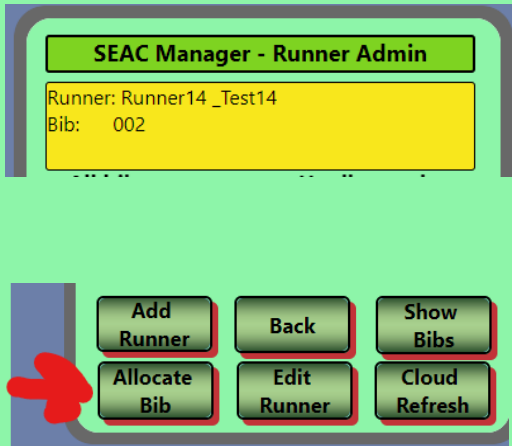 SEAC Manager - Runner Admin
Runner: Runner14 _Test14
Bib: 002
Add Runner
Back
Show Bibs
Allocate Bib
Edit Runner
Cloud Refresh